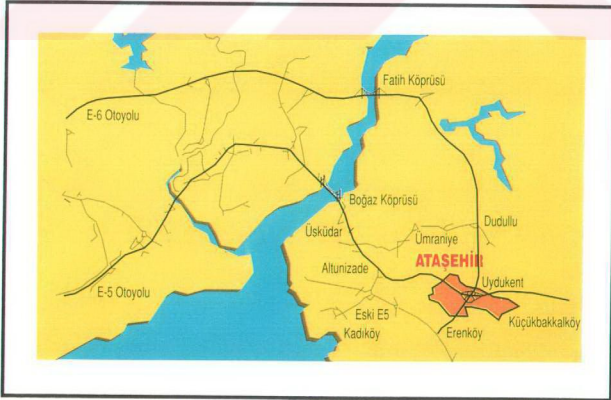 Fatih Köprüsü
E-6 Otoyolu
Boğaz Köprüsü
Üsküdar
Dudullu
Ümraniye
ATAŞEHİR
Altunizade
Uydukent
E-5 Otoyolu
Eski E5
Küçükbakkalköy
Kadıköy
Erenköy